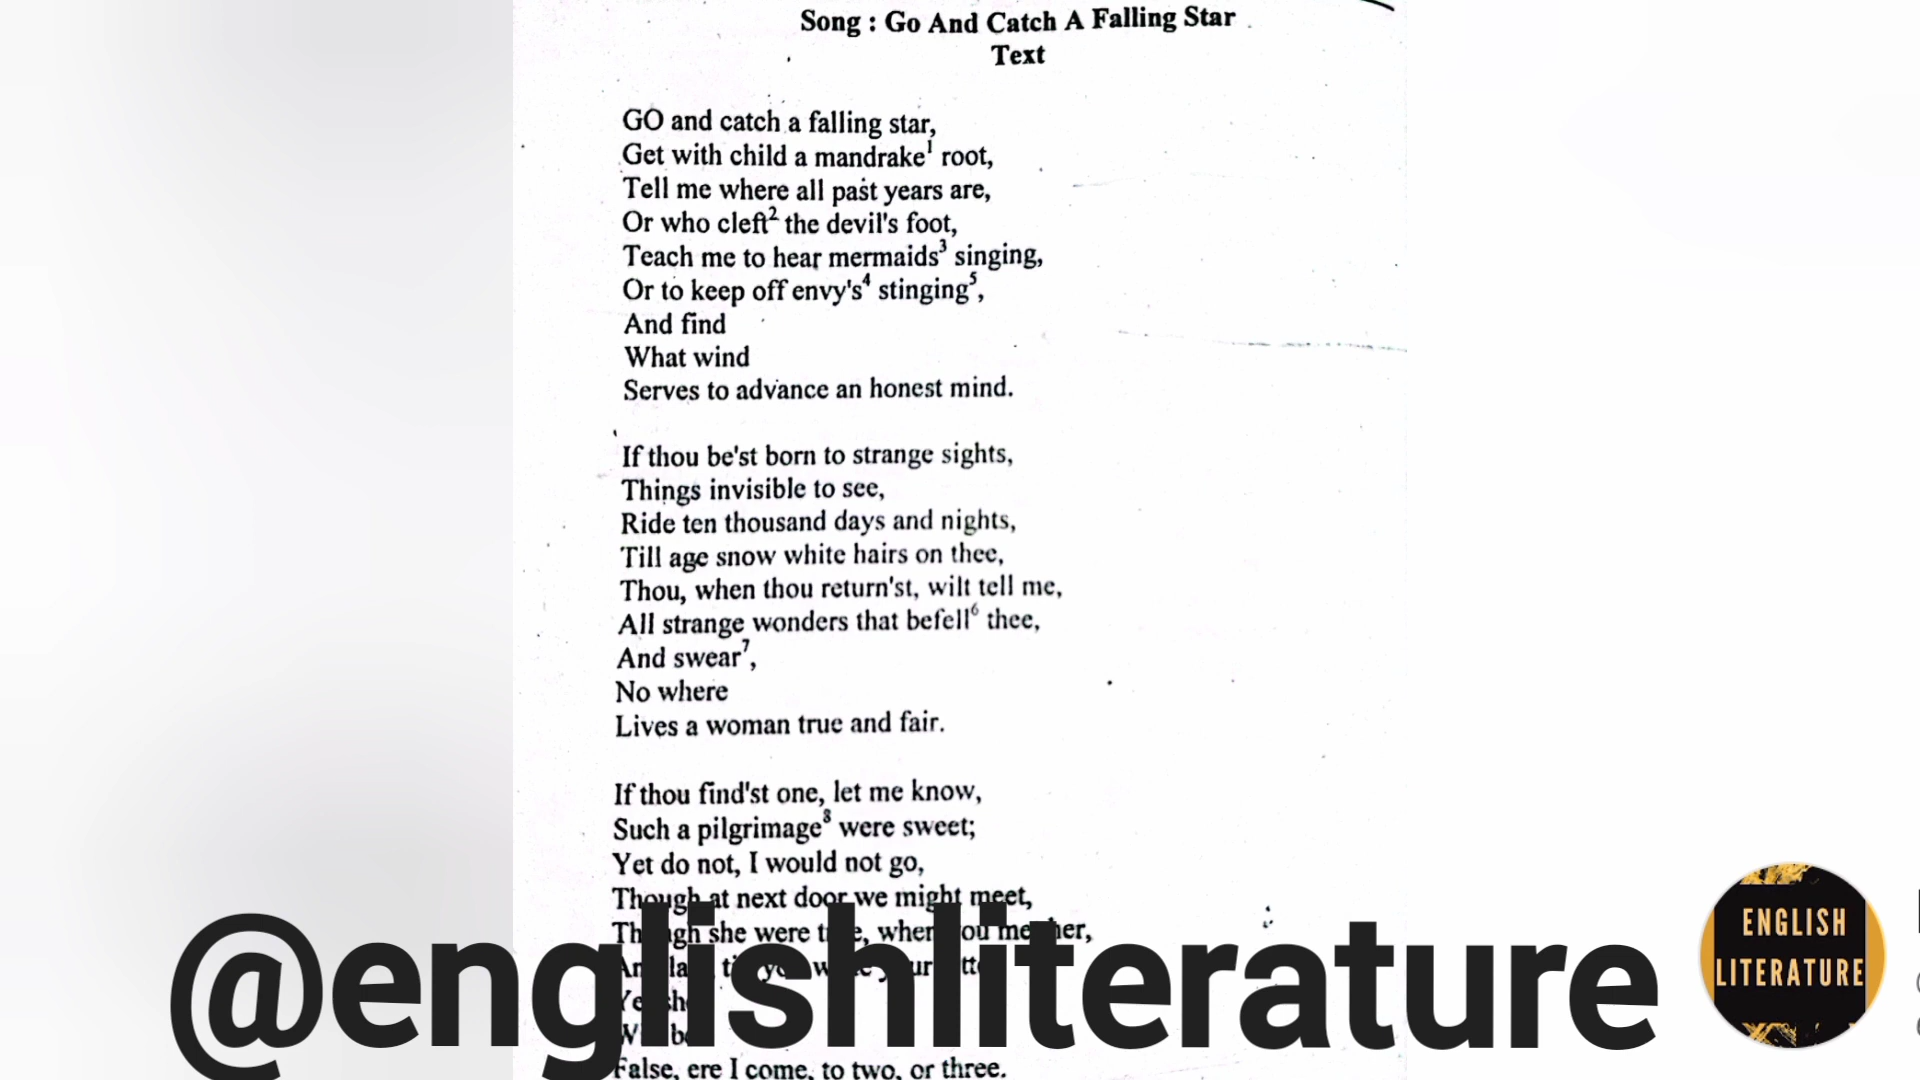 Song : Go And Catch A Falling Star
Text
GO and catch a falling star,
Get with child a mandrake¹ root,
Tell me where all past years are,
Or who cleft² the devil's foot,
Teach me to hear mermaids³ singing,
Or to keep off envy's⁴ stinging⁵,
And find
What wind
Serves to advance an honest mind.
If thou be'st born to strange sights,
Things invisible to see,
Ride ten thousand days and nights,
Till age snow white hairs on thee,
Thou, when thou return'st, wilt tell me,
All strange wonders that befell⁶ thee,
And swear⁷,
No where
Lives a woman true and fair.
If thou find'st one, let me know,
Such a pilgrimage⁸ were sweet;
Yet do not, I would not go,
Though at next door we might meet,
she were
False, ere I come, to two, or three.
@englishliterature
ENGLISH
LITERATURE